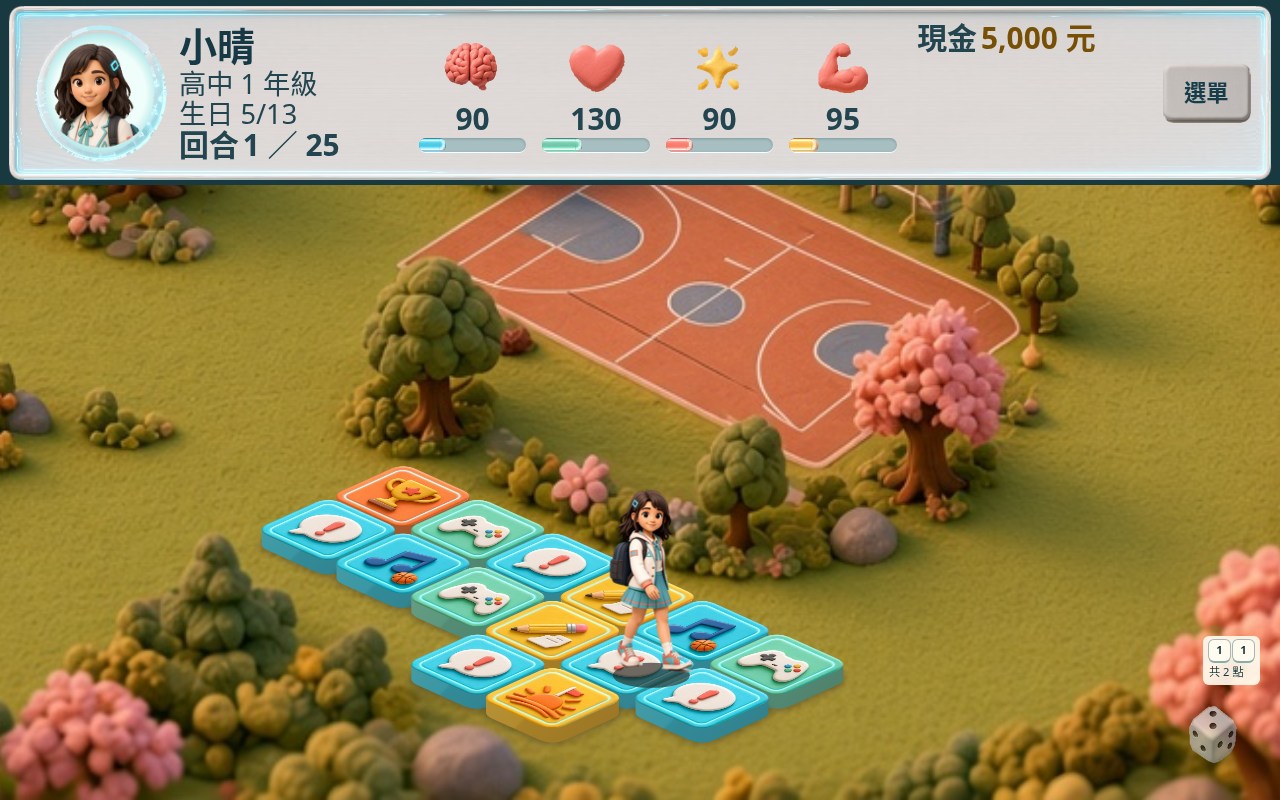 小晴
高中 1 年級
生日 5/13
回合 1 ／ 25
90
130
90
95
現金 5,000 元
選單
1 1
共 2 點